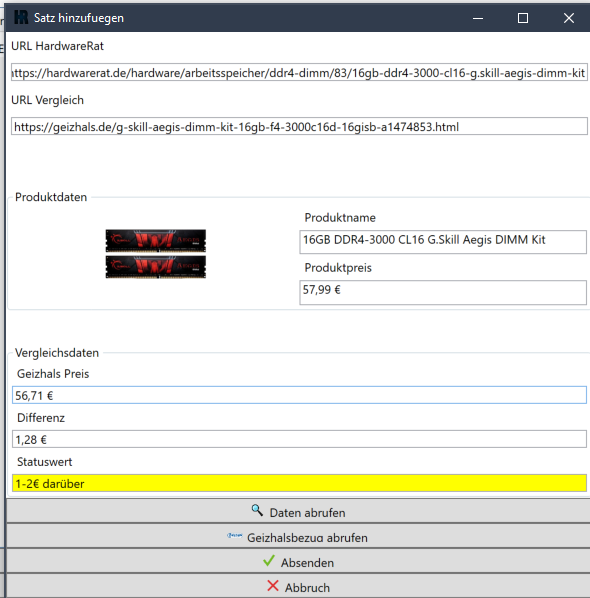 Satz hinzufuegen
URL HardwareRat
https://hardwarerat.de/hardware/arbeitsspeicher/ddr4-dimm/83/16gb-ddr4-3000-cl16-g.skill-aegis-dimm-kit
URL Vergleich
https://geizhals.de/g-skill-aegis-dimm-kit-16gb-f4-3000c16d-16gisb-a1474853.html
Produktdaten
Produktname
16GB DDR4-3000 CL16 G.Skill Aegis DIMM Kit
Produktpreis
57,99 €
Vergleichsdaten
Geizhals Preis
56,71 €
Differenz
1,28 €
Statuswert
1-2€ darüber
Daten abrufen
Geizhalsbezug abrufen
Absenden
Abbruch